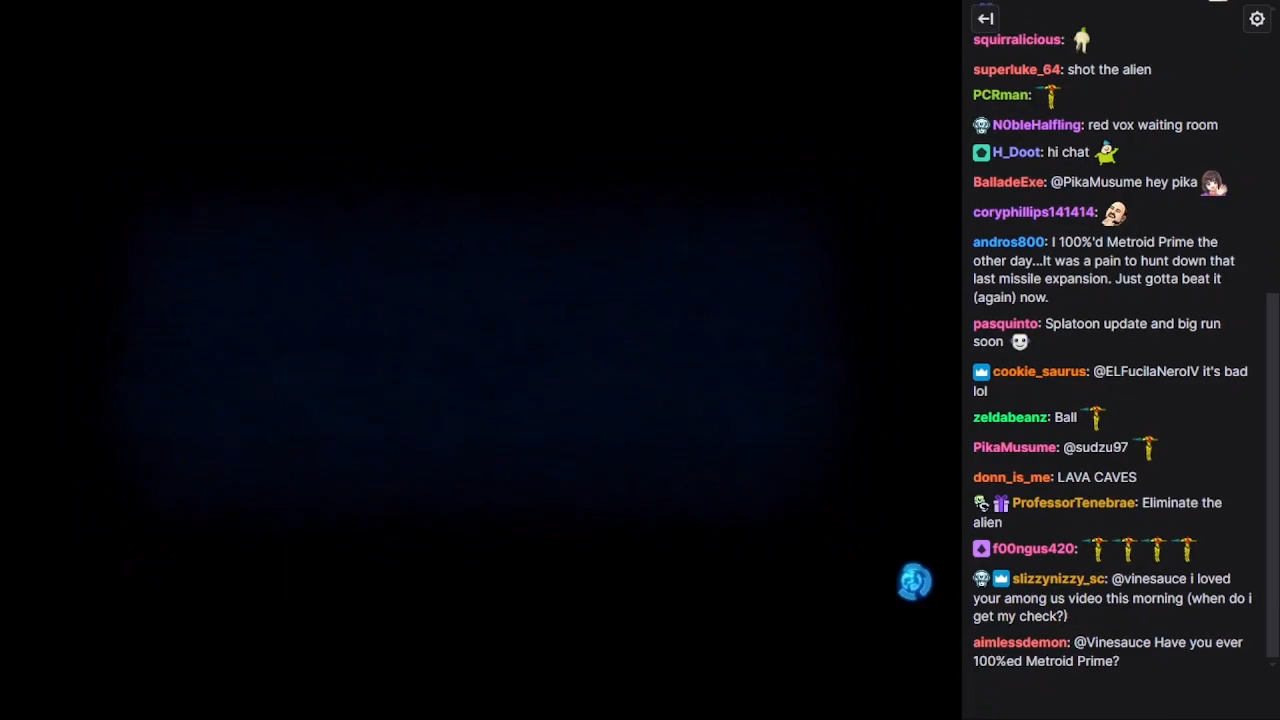 squirralicious:
superluke_64: shot the alien
PCRman:
N0bleHalfling: red vox waiting room
H_Doot: hi chat
BalladeExe: @PikaMusume hey pika
coryphillips141414:
andros800: I 100%'d Metroid Prime the
other day...It was a pain to hunt down that
last missile expansion. Just gotta beat it
(again) now.
pasquinto: Splatoon update and big run
soon
cookie_saurus: @ELFucilaNeroIV it's bad
lol
zeldabeanz: Ball
PikaMusume: @sudzu97
donn_is_me: LAVA CAVES
ProfessorTenebrae: Eliminate the
alien
f00ngus420:
slizzynizzy_sc: @vinesauce i loved
your among us video this morning (when do i
get my check?)
aimlessdemon: @Vinesauce Have you ever
100%ed Metroid Prime?